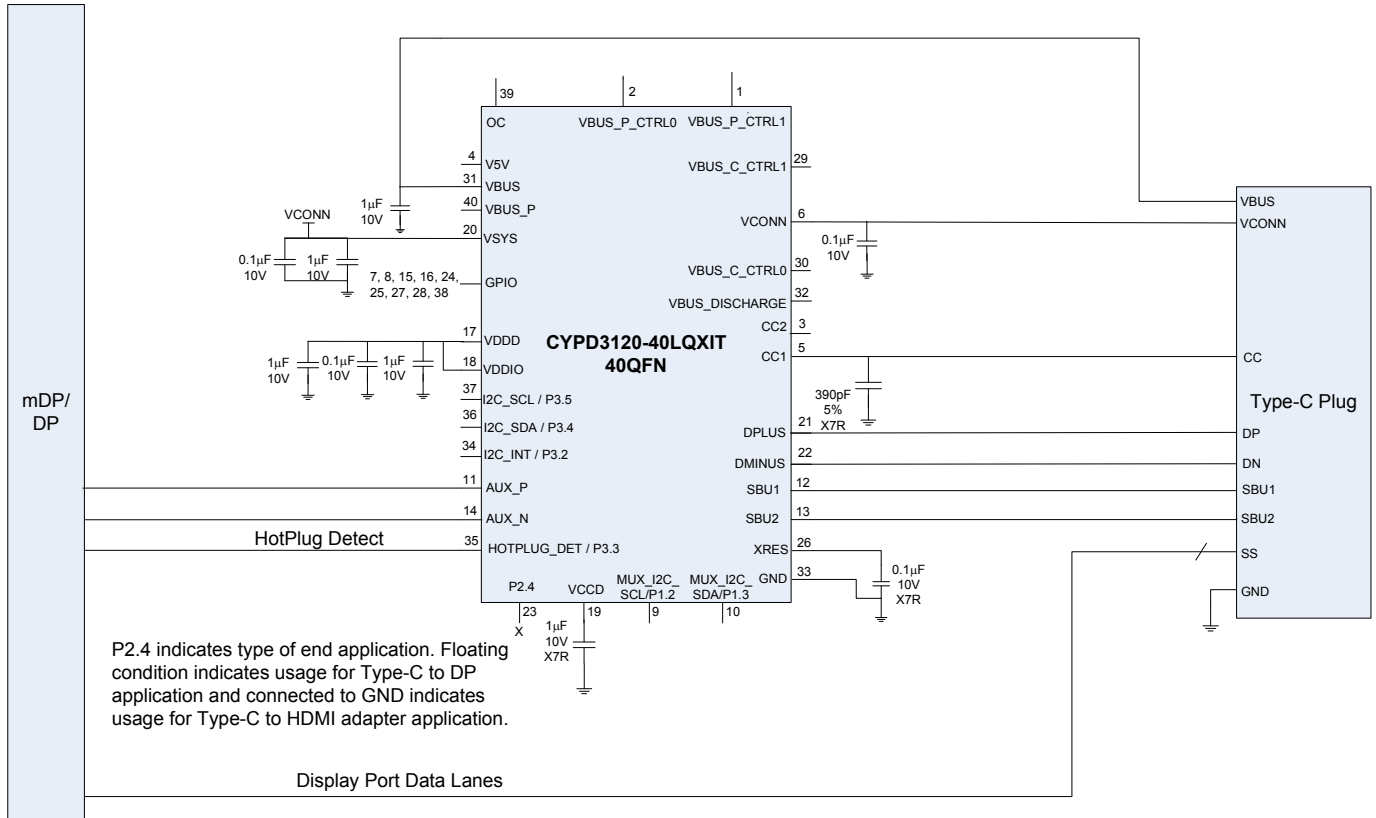 mDP/
DP
39
2
1
OC
VBUS_P_CTRL0
VBUS_P_CTRL1
4
V5V
31
VBUS
40
VBUS_P
20
VSYS
VCONN
1µF
10V
0.1µF
10V
1µF
10V
7, 8, 15, 16, 24,
25, 27, 28, 38
GPIO
17
VDDD
18
VDDIO
1µF
10V
0.1µF
10V
1µF
10V
37
I2C_SCL / P3.5
36
I2C_SDA / P3.4
34
I2C_INT / P3.2
11
AUX_P
14
AUX_N
HotPlug Detect
35
HOTPLUG_DET / P3.3
CYPD3120-40LQXIT
40QFN
VBUS_C_CTRL1
29
VCONN
6
0.1µF
10V
VBUS_C_CTRL0
30
VBUS_DISCHARGE
32
CC2
3
CC1
5
390pF
5%
X7R
DPLUS
21
DMINUS
22
SBU1
12
SBU2
13
XRES
26
GND
33
0.1µF
10V
X7R
P2.4
VCCD
MUX_I2C_
SCL/P1.2
MUX_I2C_
SDA/P1.3
23
X
19
9
10
1µF
10V
X7R
VBUS
VCONN
CC
Type-C Plug
DP
DN
SBU1
SBU2
SS
GND
P2.4 indicates type of end application. Floating
condition indicates usage for Type-C to DP
application and connected to GND indicates
usage for Type-C to HDMI adapter application.
Display Port Data Lanes